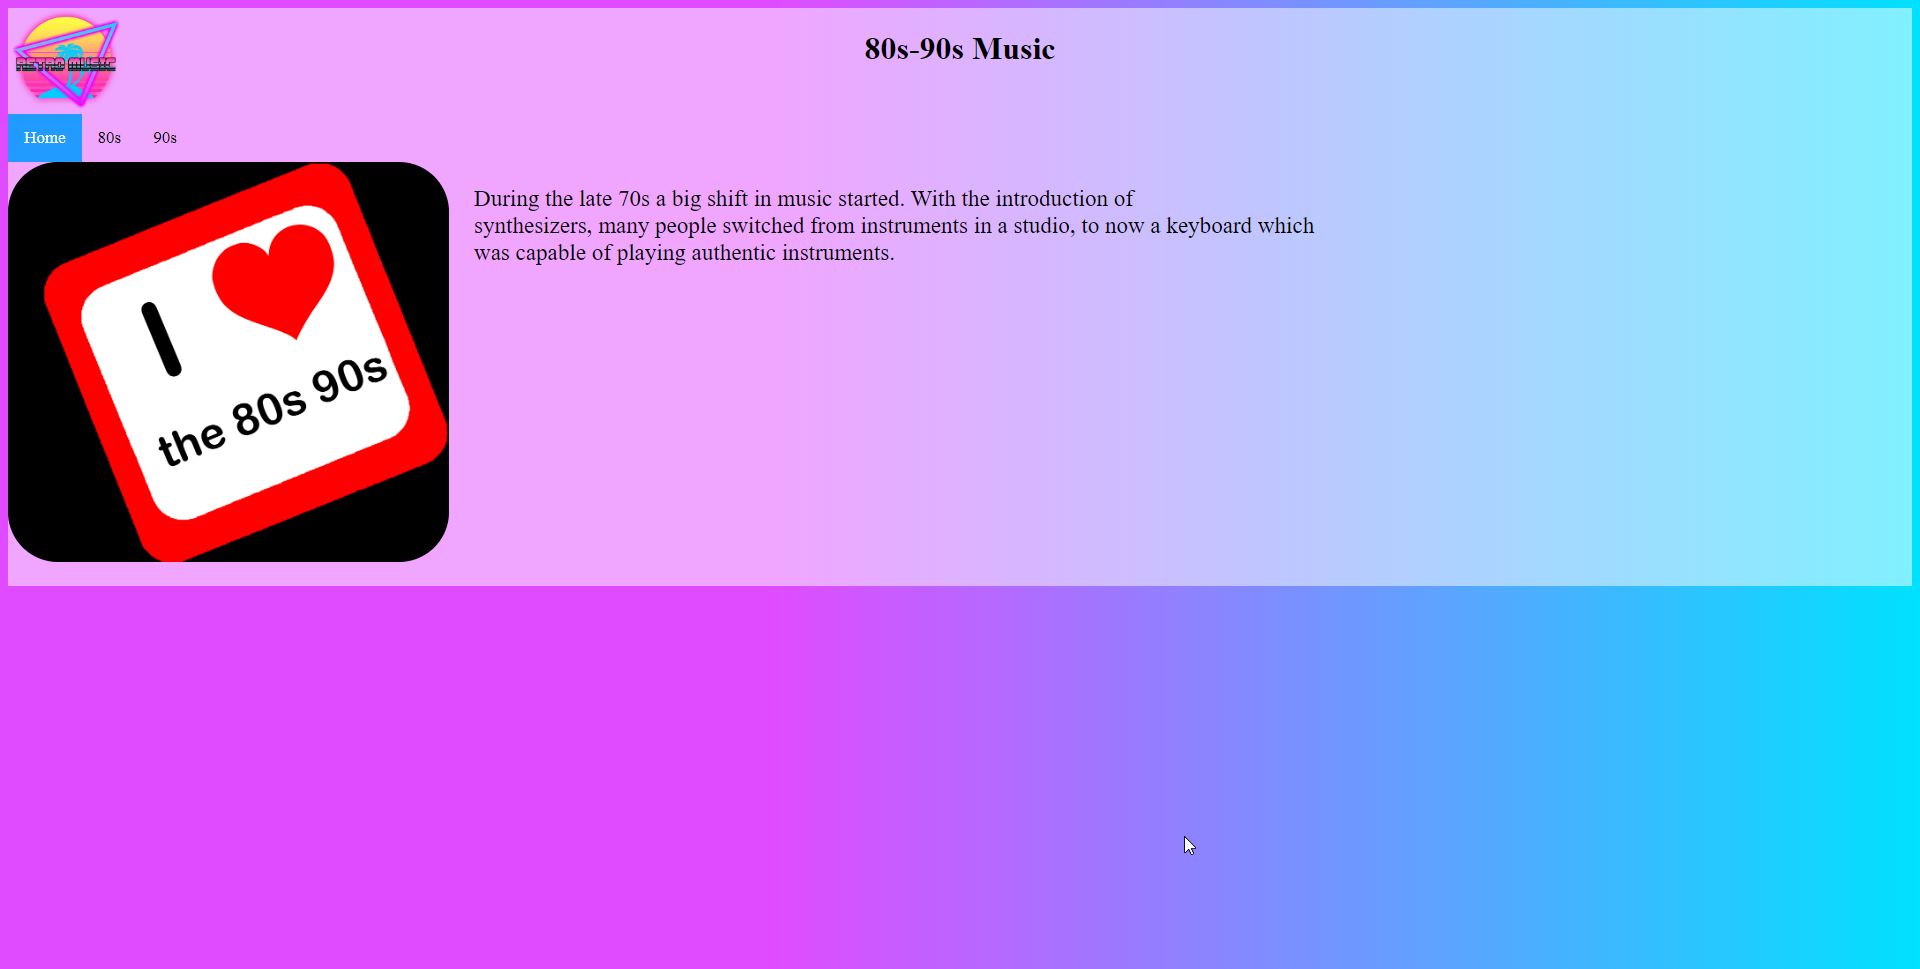 RETRO MUSIC
80s-90s Music
Home 80s 90s
I
the 80s 90s
During the late 70s a big shift in music started. With the introduction of
synthesizers, many people switched from instruments in a studio, to now a keyboard which
was capable of playing authentic instruments.